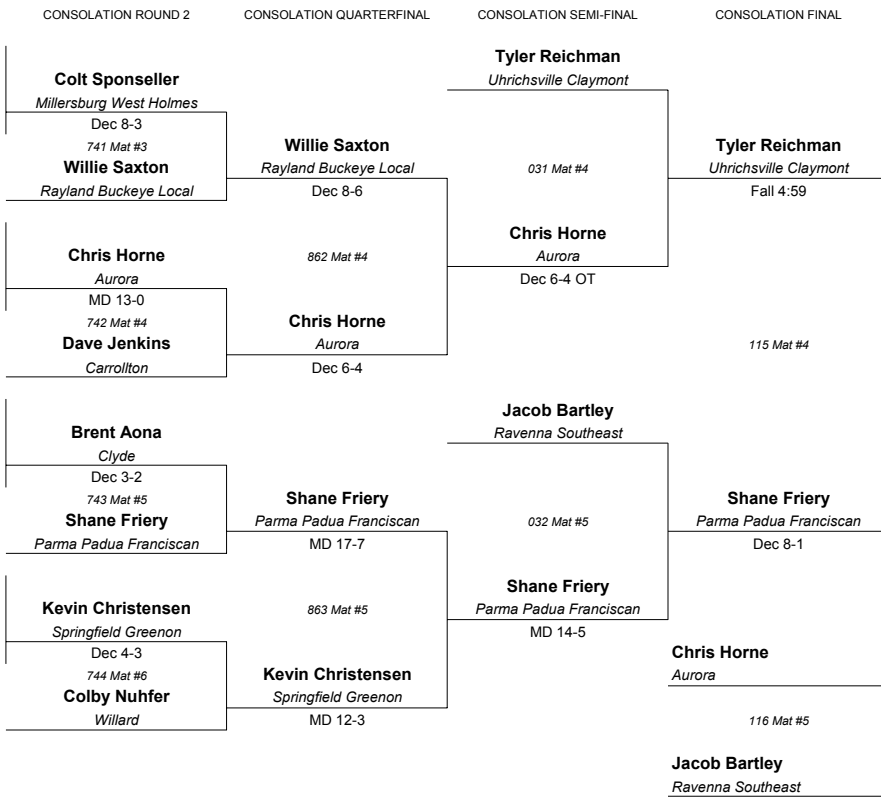 CONSOLATION ROUND 2
CONSOLATION QUARTERFINAL
CONSOLATION SEMI-FINAL
CONSOLATION FINAL
Colt Sponseller
Millersburg West Holmes
Dec 8-3
741 Mat #3
Willie Saxton
Rayland Buckeye Local
Chris Horne
Aurora
MD 13-0
742 Mat #4
Dave Jenkins
Carrollton
Brent Aona
Clyde
Dec 3-2
743 Mat #5
Shane Friery
Parma Padua Franciscan
Kevin Christensen
Springfield Greenon
Dec 4-3
744 Mat #6
Colby Nuhfer
Willard
Willie Saxton
Rayland Buckeye Local
Dec 8-6
862 Mat #4
Chris Horne
Aurora
Dec 6-4
Shane Friery
Parma Padua Franciscan
MD 17-7
863 Mat #5
Kevin Christensen
Springfield Greenon
MD 12-3
Tyler Reichman
Uhrichsville Claymont
031 Mat #4
Chris Horne
Aurora
Dec 6-4 OT
Jacob Bartley
Ravenna Southeast
032 Mat #5
Shane Friery
Parma Padua Franciscan
MD 14-5
Tyler Reichman
Uhrichsville Claymont
Fall 4:59
115 Mat #4
Shane Friery
Parma Padua Franciscan
Dec 8-1
Chris Horne
Aurora
116 Mat #5
Jacob Bartley
Ravenna Southeast